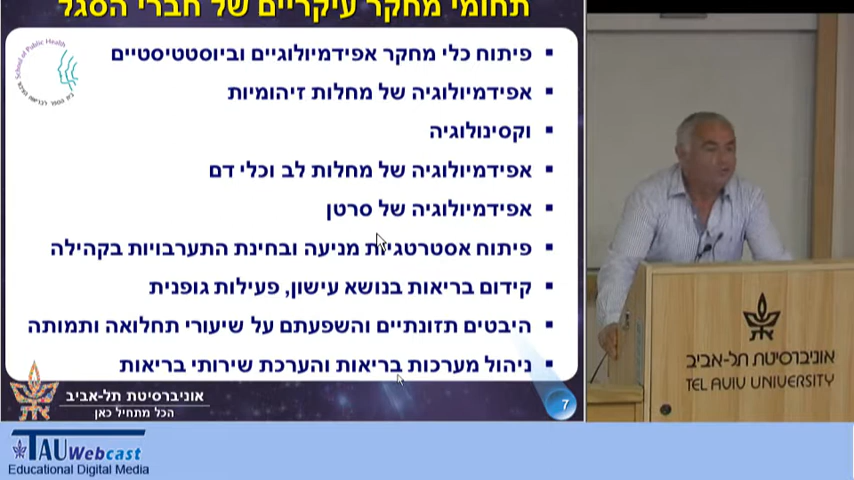 תחומי מחקר עיקריים של חברי הסגל
School of Public Health
פיתוח כלי מחקר אפידמיולוגיים וביוסטטיסטיים
אפידמיולוגיה של מחלות זיהומיות
וקסינולוגיה
אפידמיולוגיה של מחלות לב וכלי דם
אפידמיולוגיה של סרטן
פיתוח אסטרטגיות מניעה ובחינת התערבויות בקהילה
קידום בריאות בנושא עישון, פעילות גופנית
היבטים תזונתיים והשפעתם על שיעורי תחלואה ותמותה
ניהול מערכות בריאות והערכת שירותי בריאות
אוניברסיטת תל-אביב
הכל מתחיל כאן
7
אוניברסיטת תל-אביב
TEL AVIV UNIVERSITY
TAU Webcast
Educational Digital Media